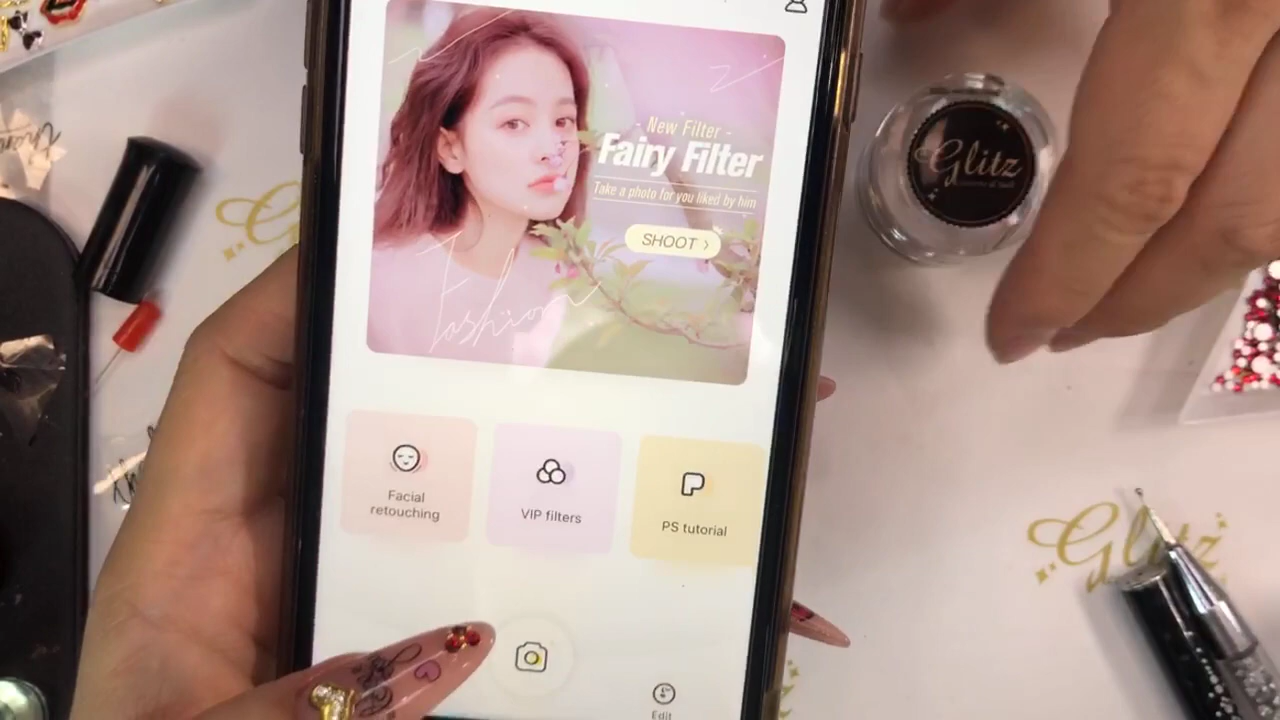 - New Filter -
Fairy Filter
Take a photo for you liked by him
SHOOT >
Fashion
Facial
retouching
VIP filters
PS tutorial
Edit
Glitz
Glitz